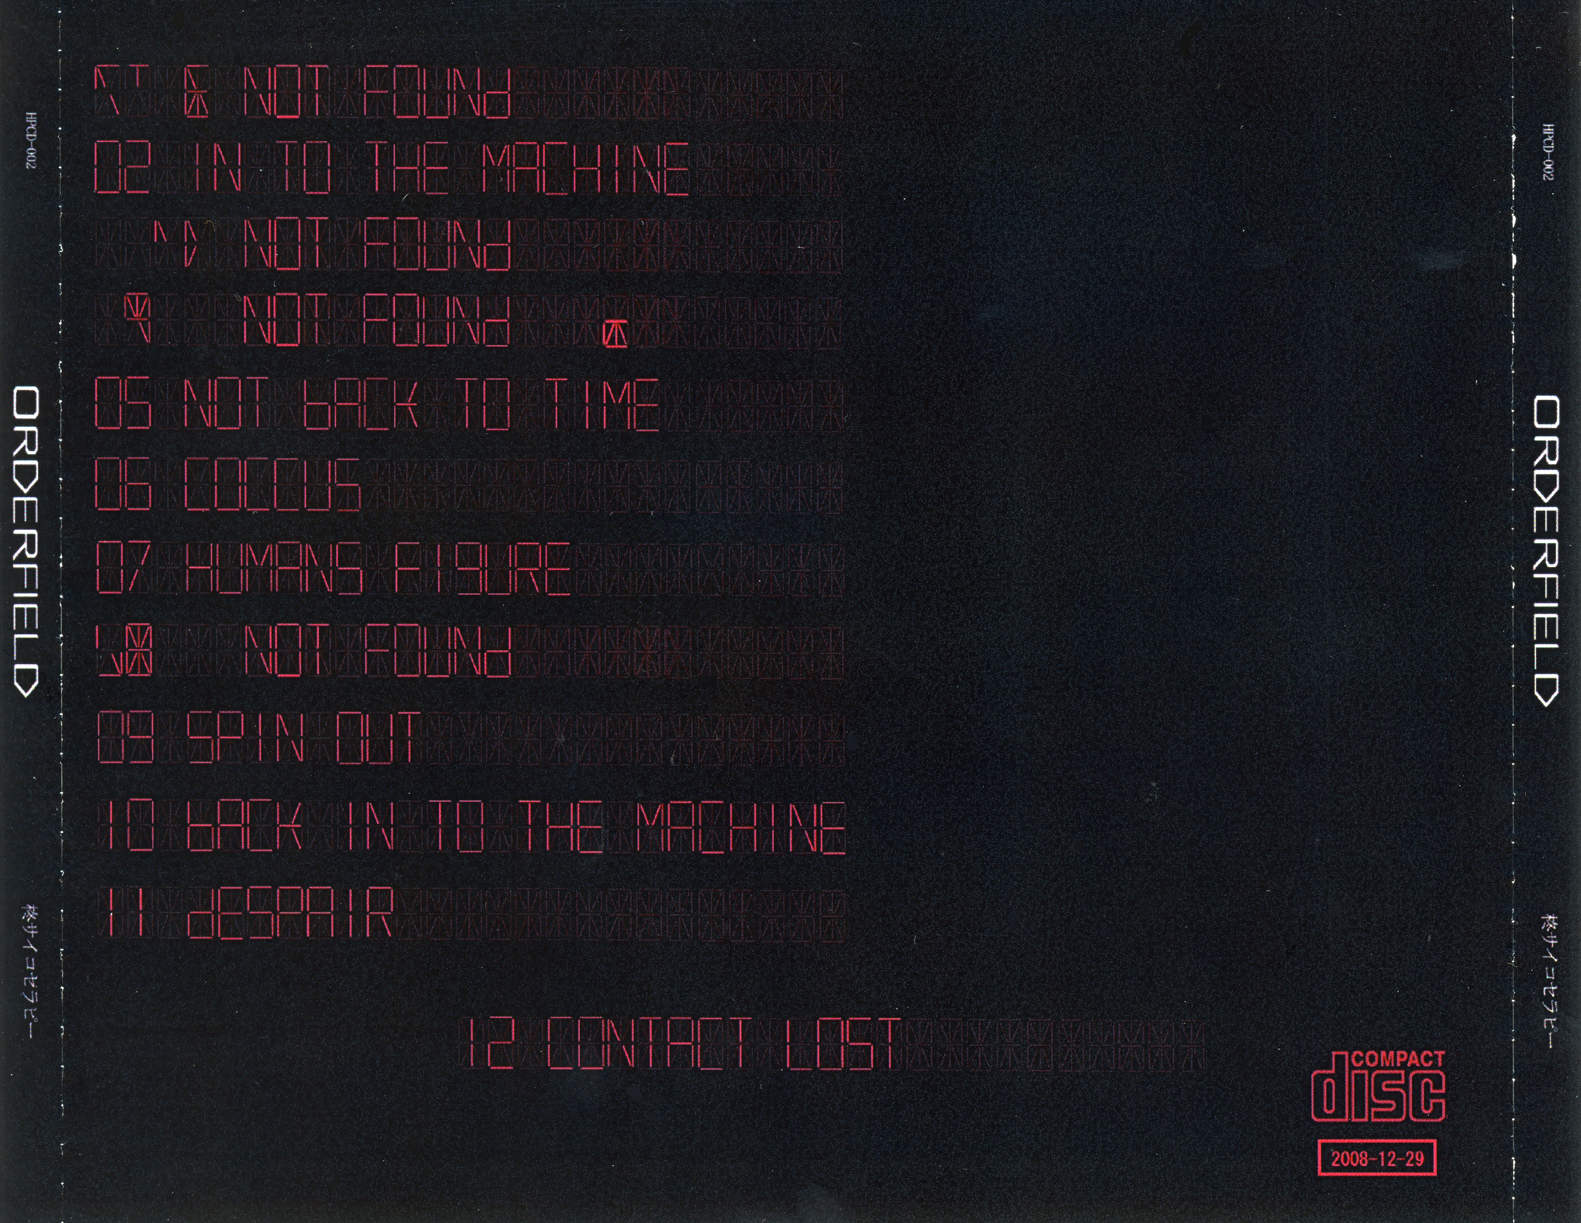 NOT FOUNd
02 IN TO THE MACHINE
NOT FOUNd
NOT FOUNd
05 NOT bACK TO TIME
06 COCCUS
07 HUMANS FIGURE
NOT FOUNd
09 SPIN OUT
10 bACK IN TO THE MACHINE
11 dESPAIR
12 CONTACT LOST
COMPACT
disc
2008-12-29
HPCD-002
ORDERFIELD
サイコセラピー
HPCD-002
ORDERFIELD
サイコセラピー